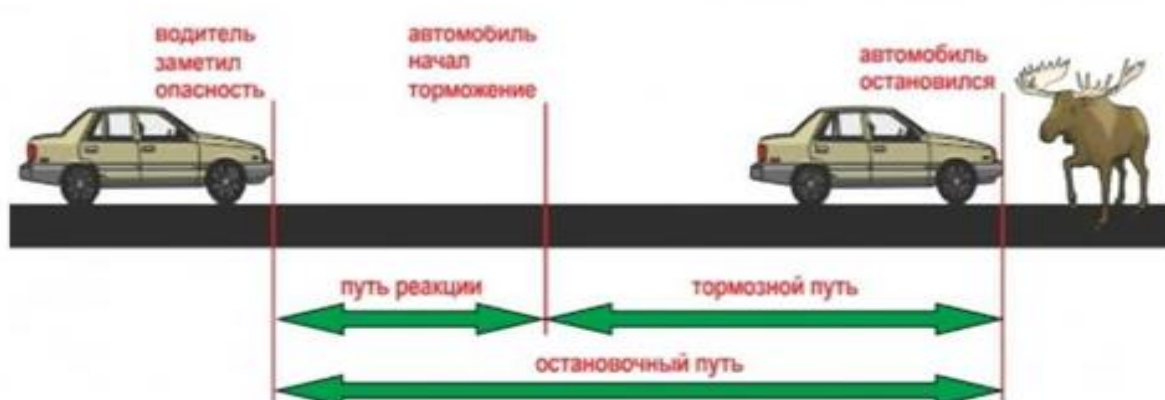 водитель
заметил
опасность
автомобиль
начал
торможение
автомобиль
остановился
путь реакции
тормозной путь
остановочный путь